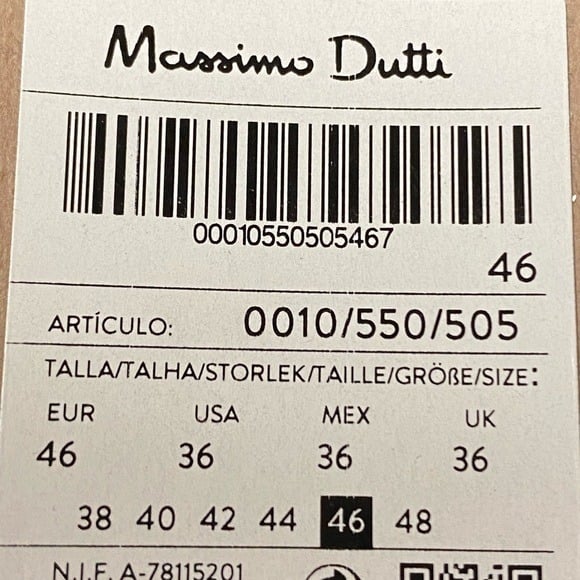 Massimo Dutti
00010550505467
46
ARTÍCULO: 0010/550/505
TALLA/TALHA/STORLEK/TAILLE/GRÖßE/SIZE:
EUR USA MEX UK
46 36 36 36
38 40 42 44 46 48
N.I.F. A-78115201